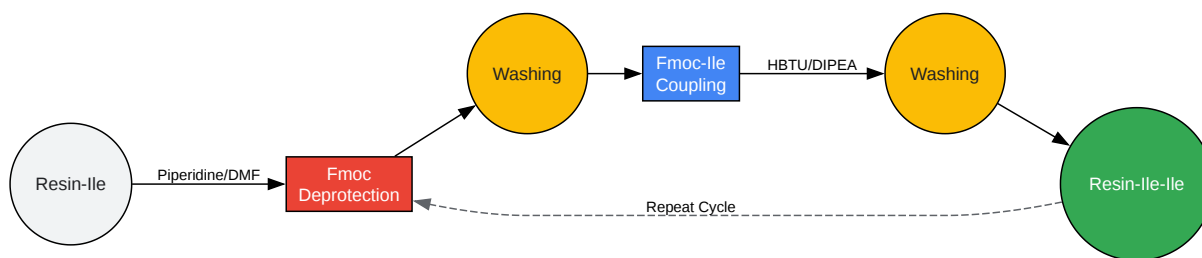 Resin-Ile
Piperidine/DMF
Fmoc
Deprotection
Washing
Fmoc-Ile
Coupling
HBTU/DIPEA
Washing
Resin-Ile-Ile
Repeat Cycle